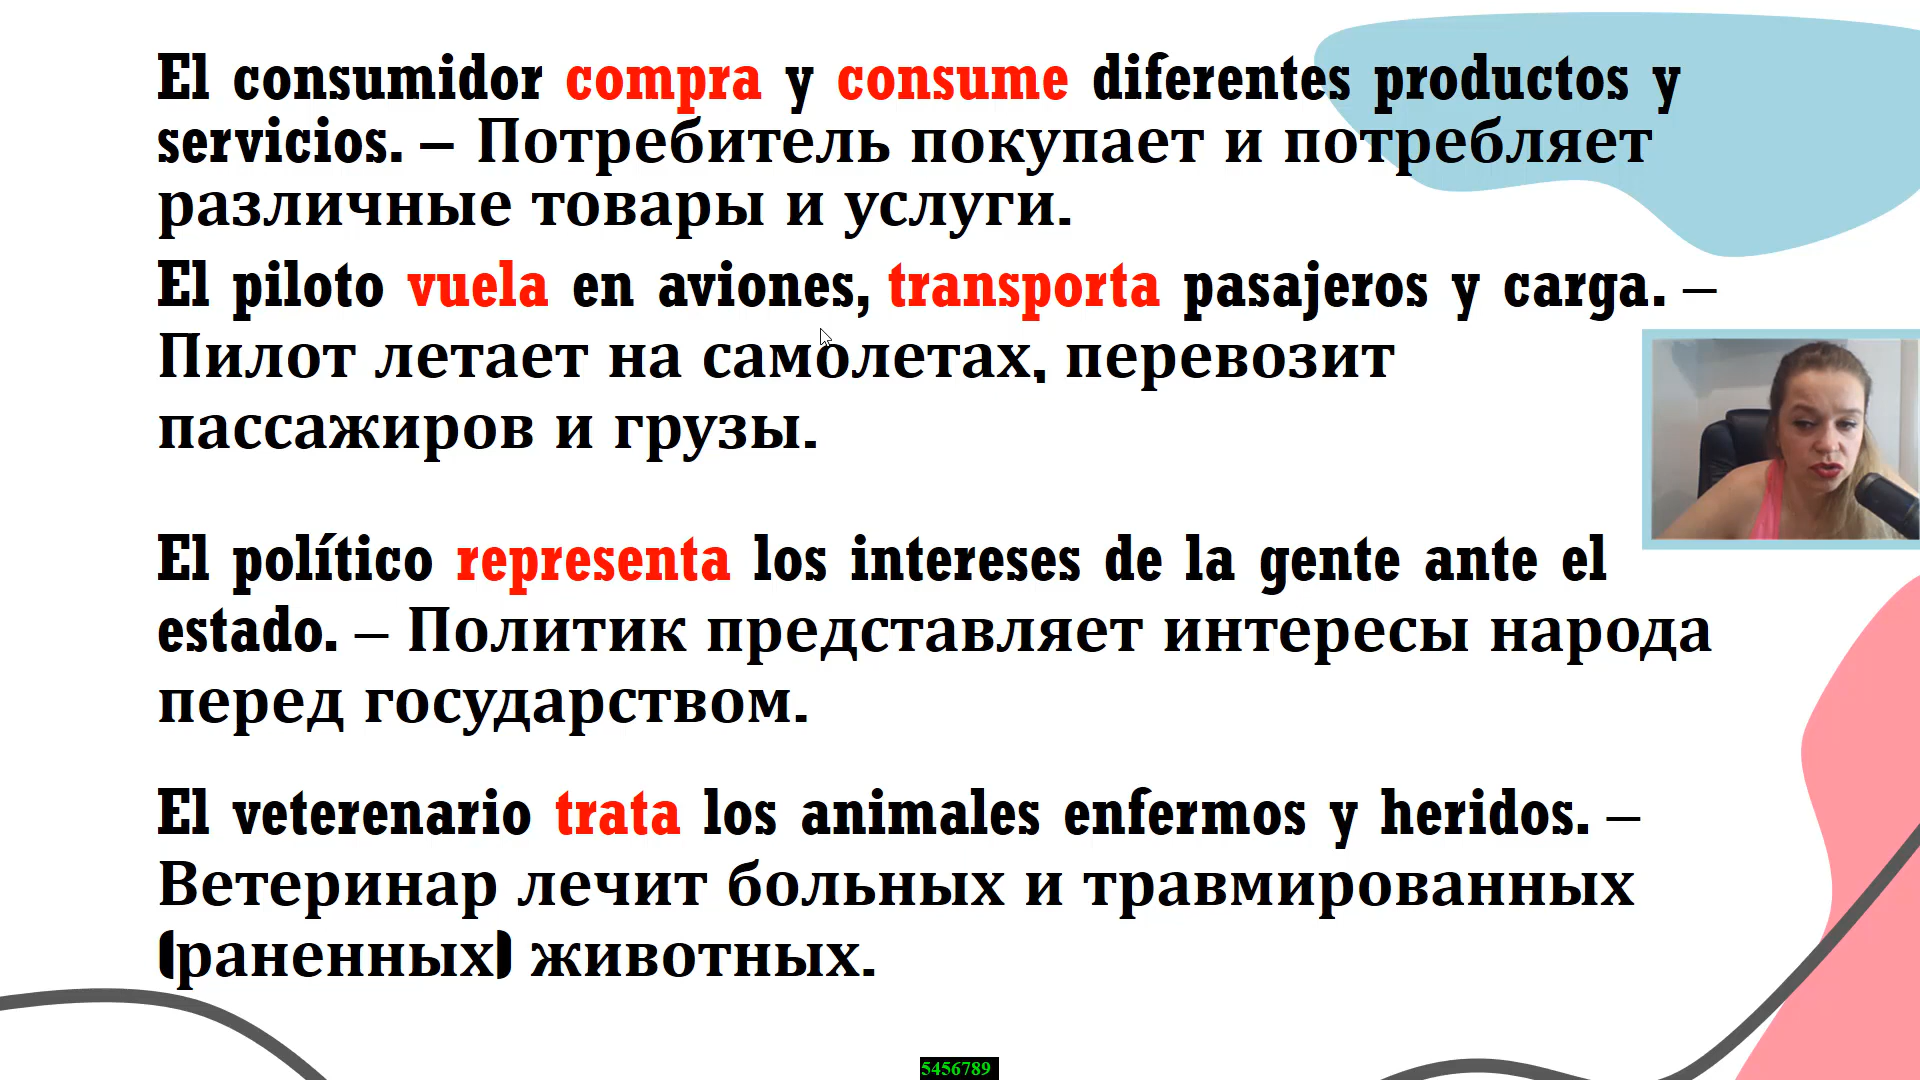 El consumidor compra y consume diferentes productos y
servicios. – Потребитель покупает и потребляет
различные товары и услуги.
El piloto vuela en aviones, transporta pasajeros y carga. –
Пилот летает на самолетах, перевозит
пассажиров и грузы.
El político representa los intereses de la gente ante el
estado. – Политик представляет интересы народа
перед государством.
El veterenario trata los animales enfermos y heridos. –
Ветеринар лечит больных и травмированных
(раненных) животных.
5456789